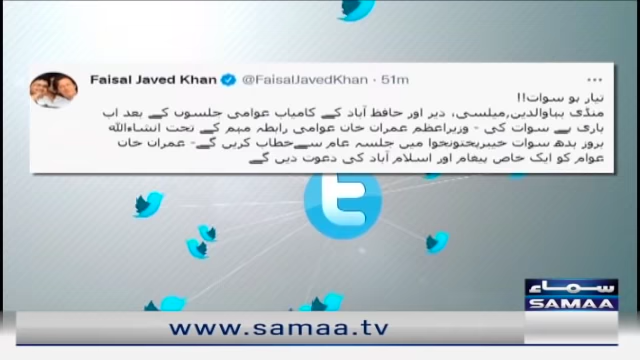 Faisal Javed Khan @FaisalJavedKhan · 51m
تیار ہو سوات!!
منڈی بہاوالدین,میلسی، دیر اور حافظ آباد کے کامیاب عوامی جلسوں کے بعد اب
باری ہے سوات کی - وزیراعظم عمران خان عوامی رابطہ مہم کے تحت انشاءاللّٰہ
بروز بدھ سوات خیبرپختونخوا میں جلسہ عام سےخطاب کریں گے- عمران خان
عوام کو ایک خاص پیغام اور اسلام آباد کی دعوت دیں گے
سماء
SAMAA
www.samaa.tv